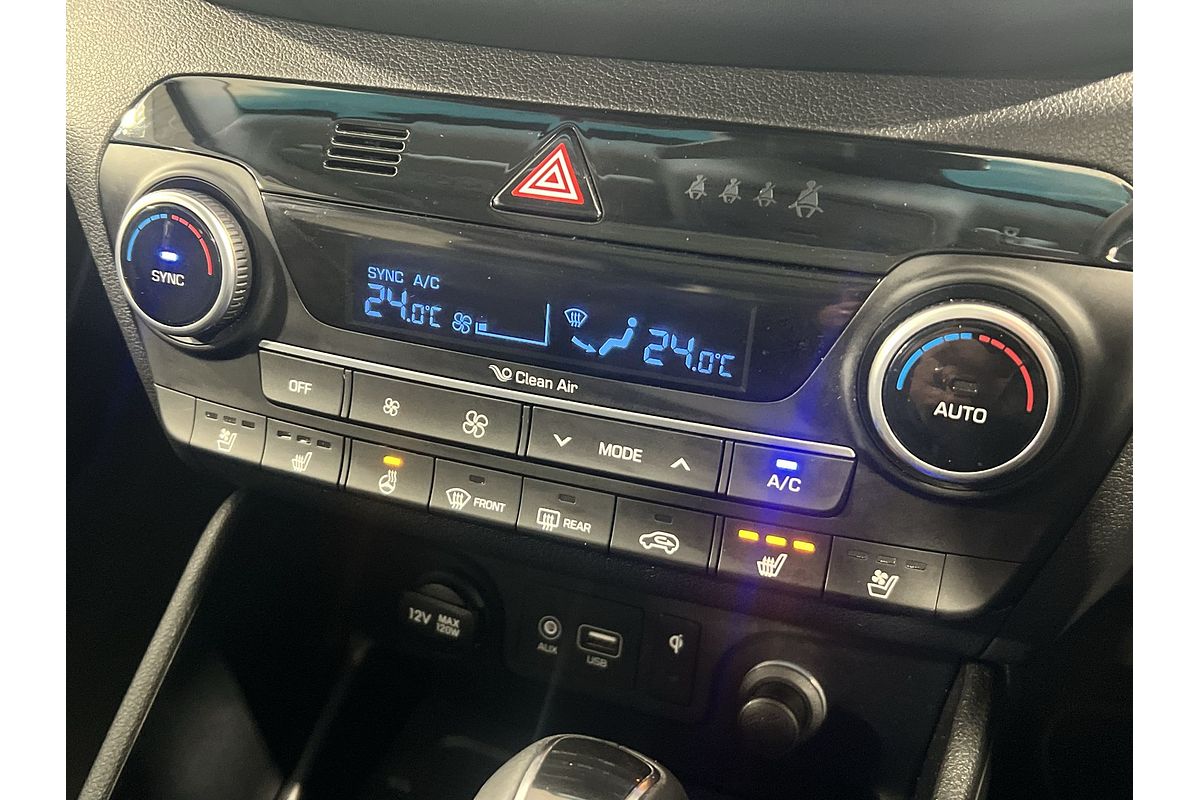 SYNC
SYNC A/C
24.0°C
24.0°C
Clean Air
AUTO
OFF
MODE
A/C
FRONT
REAR
12V MAX
120W
AUX
USB